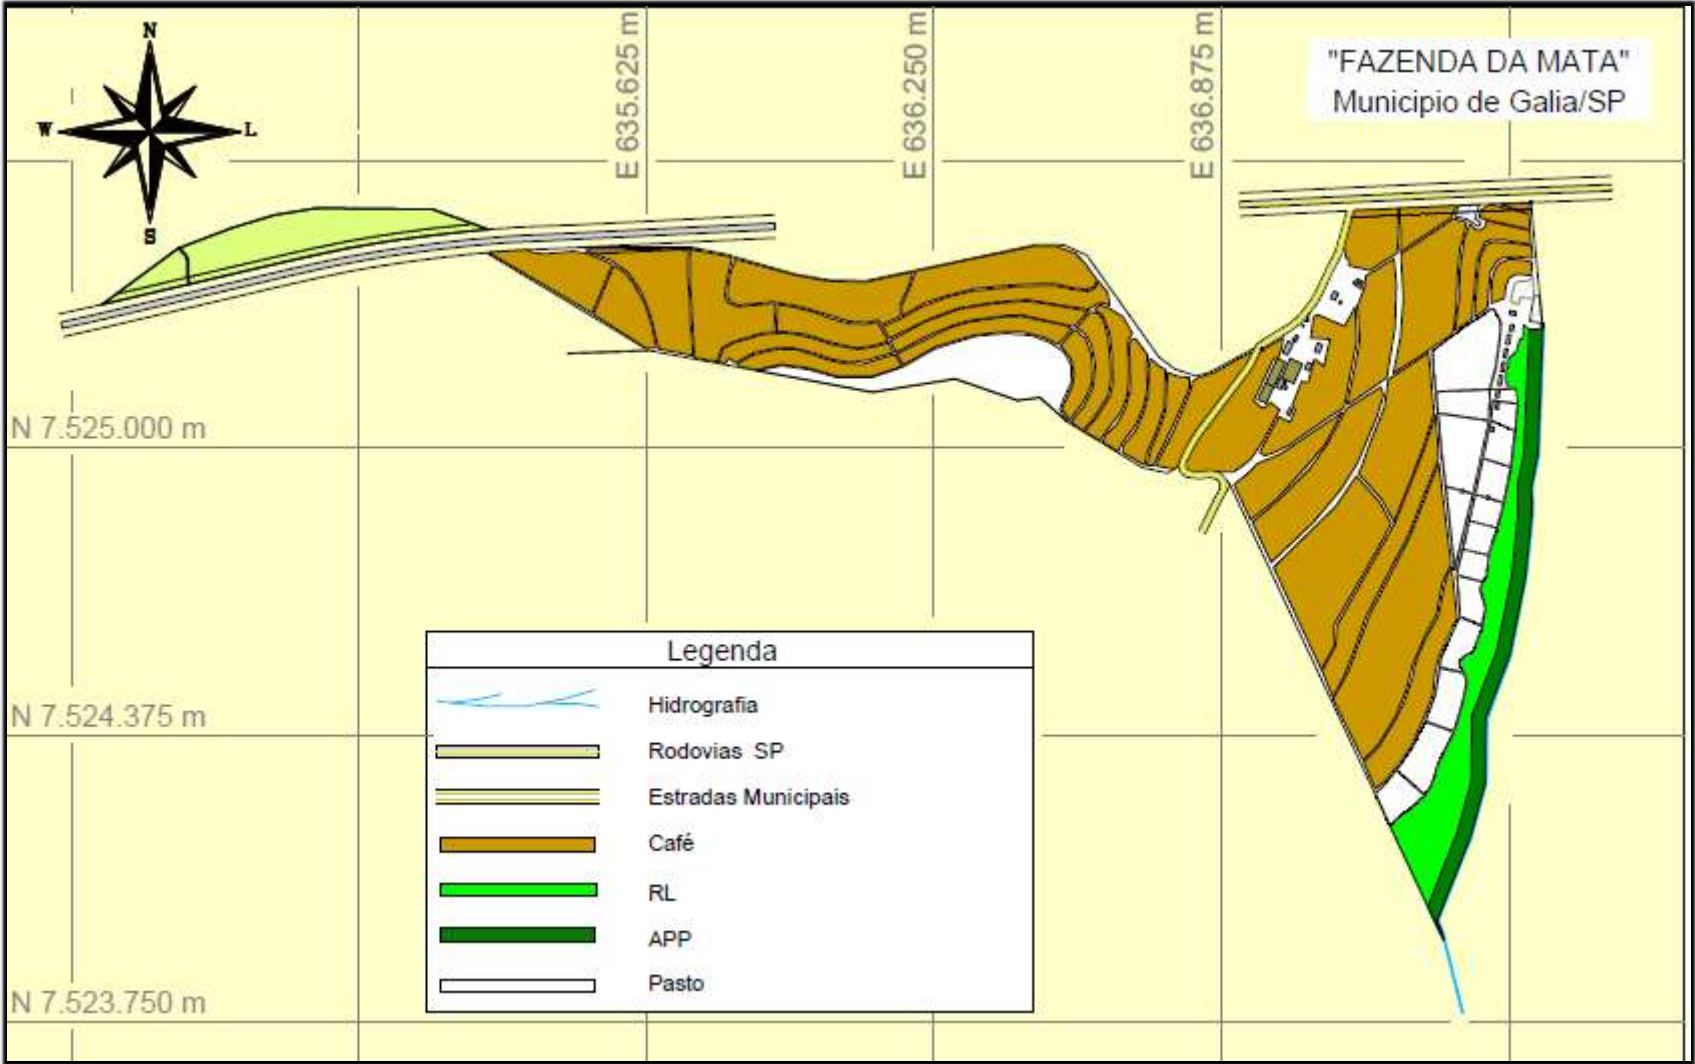 N
W
L
S
E 635.625 m
E 636.250 m
E 636.875 m
"FAZENDA DA MATA"
Municipio de Galia/SP
N 7.525.000 m
N 7.524.375 m
N 7.523.750 m
Legenda
Hidrografia
Rodovias SP
Estradas Municipais
Café
RL
APP
Pasto